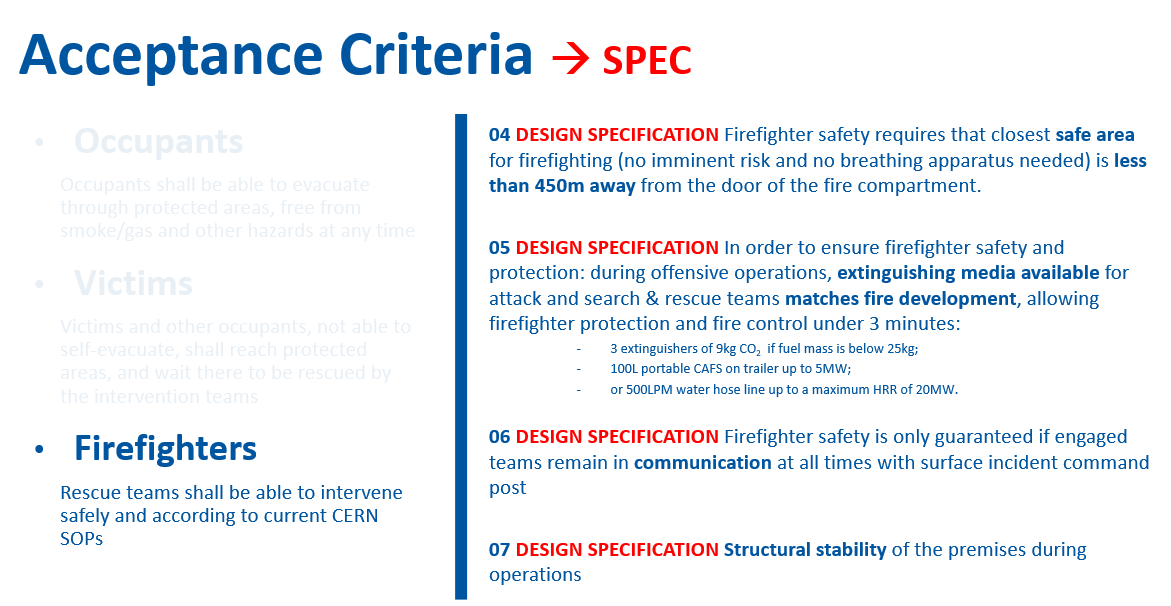 Acceptance Criteria → SPEC
• Occupants
Occupants shall be able to evacuate
through protected areas, free from
smoke/gas and other hazards at any time
• Victims
Victims and other occupants, not able to
self-evacuate, shall reach protected
areas, and wait there to be rescued by
the intervention teams
• Firefighters
Rescue teams shall be able to intervene
safely and according to current CERN
SOPs
04 DESIGN SPECIFICATION Firefighter safety requires that closest safe area
for firefighting (no imminent risk and no breathing apparatus needed) is less
than 450m away from the door of the fire compartment.
05 DESIGN SPECIFICATION In order to ensure firefighter safety and
protection: during offensive operations, extinguishing media available for
attack and search & rescue teams matches fire development, allowing
firefighter protection and fire control under 3 minutes:
- 3 extinguishers of 9kg CO₂ if fuel mass is below 25kg;
- 100L portable CAFS on trailer up to 5MW;
- or 500LPM water hose line up to a maximum HRR of 20MW.
06 DESIGN SPECIFICATION Firefighter safety is only guaranteed if engaged
teams remain in communication at all times with surface incident command
post
07 DESIGN SPECIFICATION Structural stability of the premises during
operations